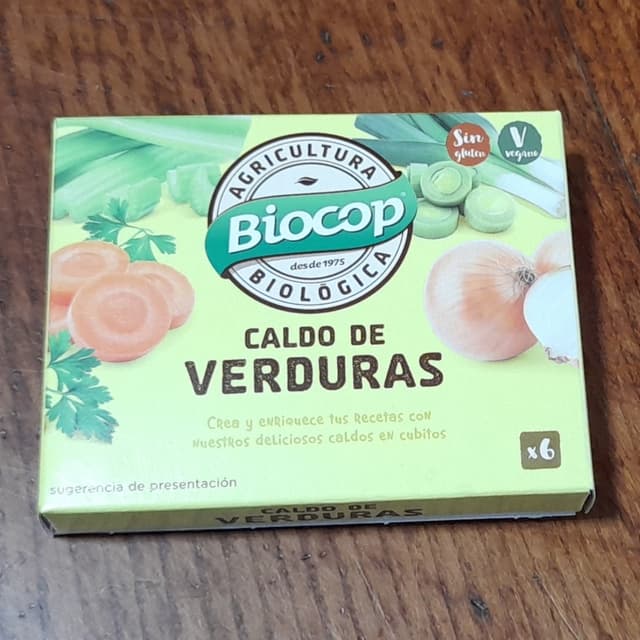 AGRICULTURA
Biocop
desde 1975
BIOLÓGICA
Sin
gluten
V
vegano
CALDO DE
VERDURAS
Crea y enriquece tus recetas con
nuestros deliciosos caldos en cubitos
x6
sugerencia de presentación
CALDO DE
VERDURAS